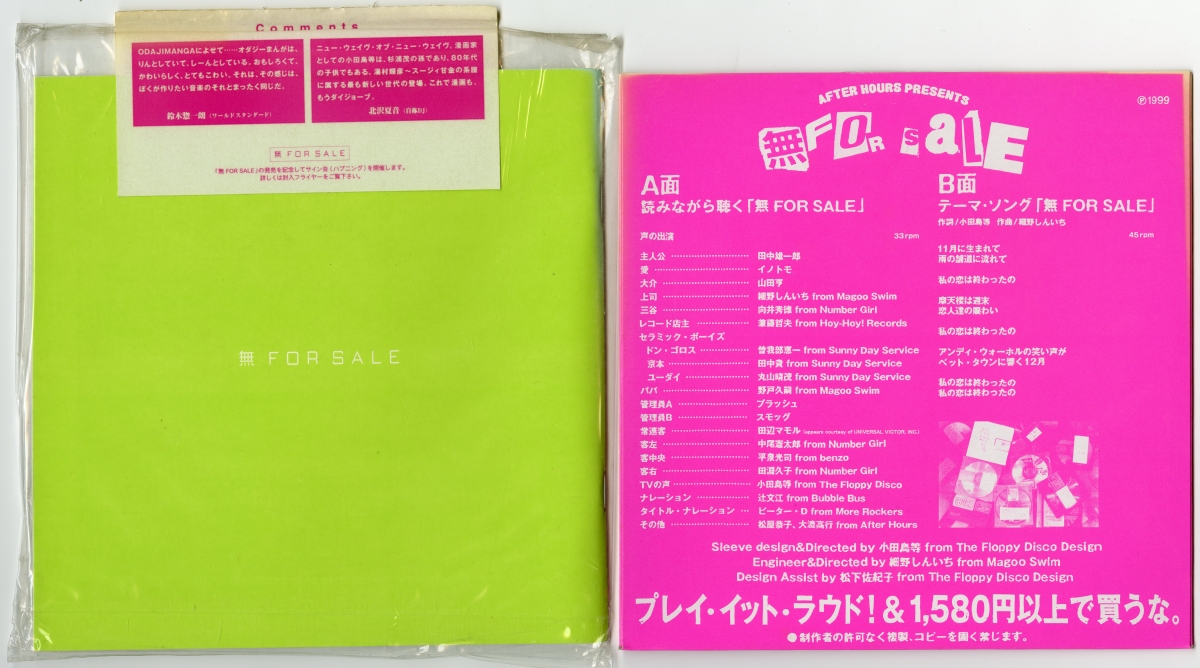 Comments
ODAJIMANGAによせて……オダジーまんがは、
りんとしていて、しーんとしている。おもしろくて、
かわいらしく、とてもこわい。それは、その感じは、
ぼくが作りたい音楽のそれとまったく同じだ。
鈴木惣一朗（ワールドスタンダード）
ニュー・ウェイヴ・オブ・ニュー・ウェイヴ。漫画家
としての小田島等は、杉浦茂の孫であり、80年代
の子供でもある。湯村輝彦〜スージィ甘金の系譜
に属する最も新しい世代の登場。これで漫画も、
もうダイジョーブ。
北沢夏音（自称DJ）
無 FOR SALE
「無 FOR SALE」の発売を記念してサイン会（ハプニング）を開催します。
詳しくは封入フライヤーをご覧下さい。
無 FOR SALE
AFTER HOURS PRESENTS
Ⓟ1999
無 FOR SALE
A面
読みながら聴く「無 FOR SALE」
声の出演 33rpm
主人公 …… 田中雄一郎
愛 …… イノトモ
大介 …… 山田亨
上司 …… 細野しんいち from Magoo Swim
三谷 …… 向井秀徳 from Number Girl
レコード店主 …… 兼藤哲央 from Hoy-Hoy! Records
セラミック・ボーイズ
ドン・ゴロス …… 曽我部恵一 from Sunny Day Service
京本 …… 田中貴 from Sunny Day Service
ユーダイ …… 丸山晴茂 from Sunny Day Service
パパ …… 野戸久嗣 from Magoo Swim
管理員A …… プラッシュ
管理員B …… スモッグ
常連客 …… 田辺マモル (appears courtesy of UNIVERSAL VICTOR, INC.)
客左 …… 中尾憲太郎 from Number Girl
客中央 …… 平泉光司 from benzo
客右 …… 田淵久子 from Number Girl
TVの声 …… 小田島等 from The Floppy Disco
ナレーション …… 辻文江 from Bubble Bus
タイトル・ナレーション … ピーター・D from More Rockers
その他 …… 松屋恭子、大漉高行 from After Hours
B面
テーマ・ソング「無 FOR SALE」
作詞/小田島等 作曲/細野しんいち
45rpm
11月に生まれて
雨の舗道に流れて
私の恋は終わったの
摩天楼は週末
恋人達の賑わい
私の恋は終わったの
アンディ・ウォーホルの笑い声が
ベット・タウンに響く12月
私の恋は終わったの
私の恋は終わったの
Sleeve design&Directed by 小田島等 from The Floppy Disco Design
Engineer&Directed by 細野しんいち from Magoo Swim
Design Assist by 松下佐紀子 from The Floppy Disco Design
プレイ・イット・ラウド！&1,580円以上で買うな。
●制作者の許可なく複製、コピーを固く禁じます。